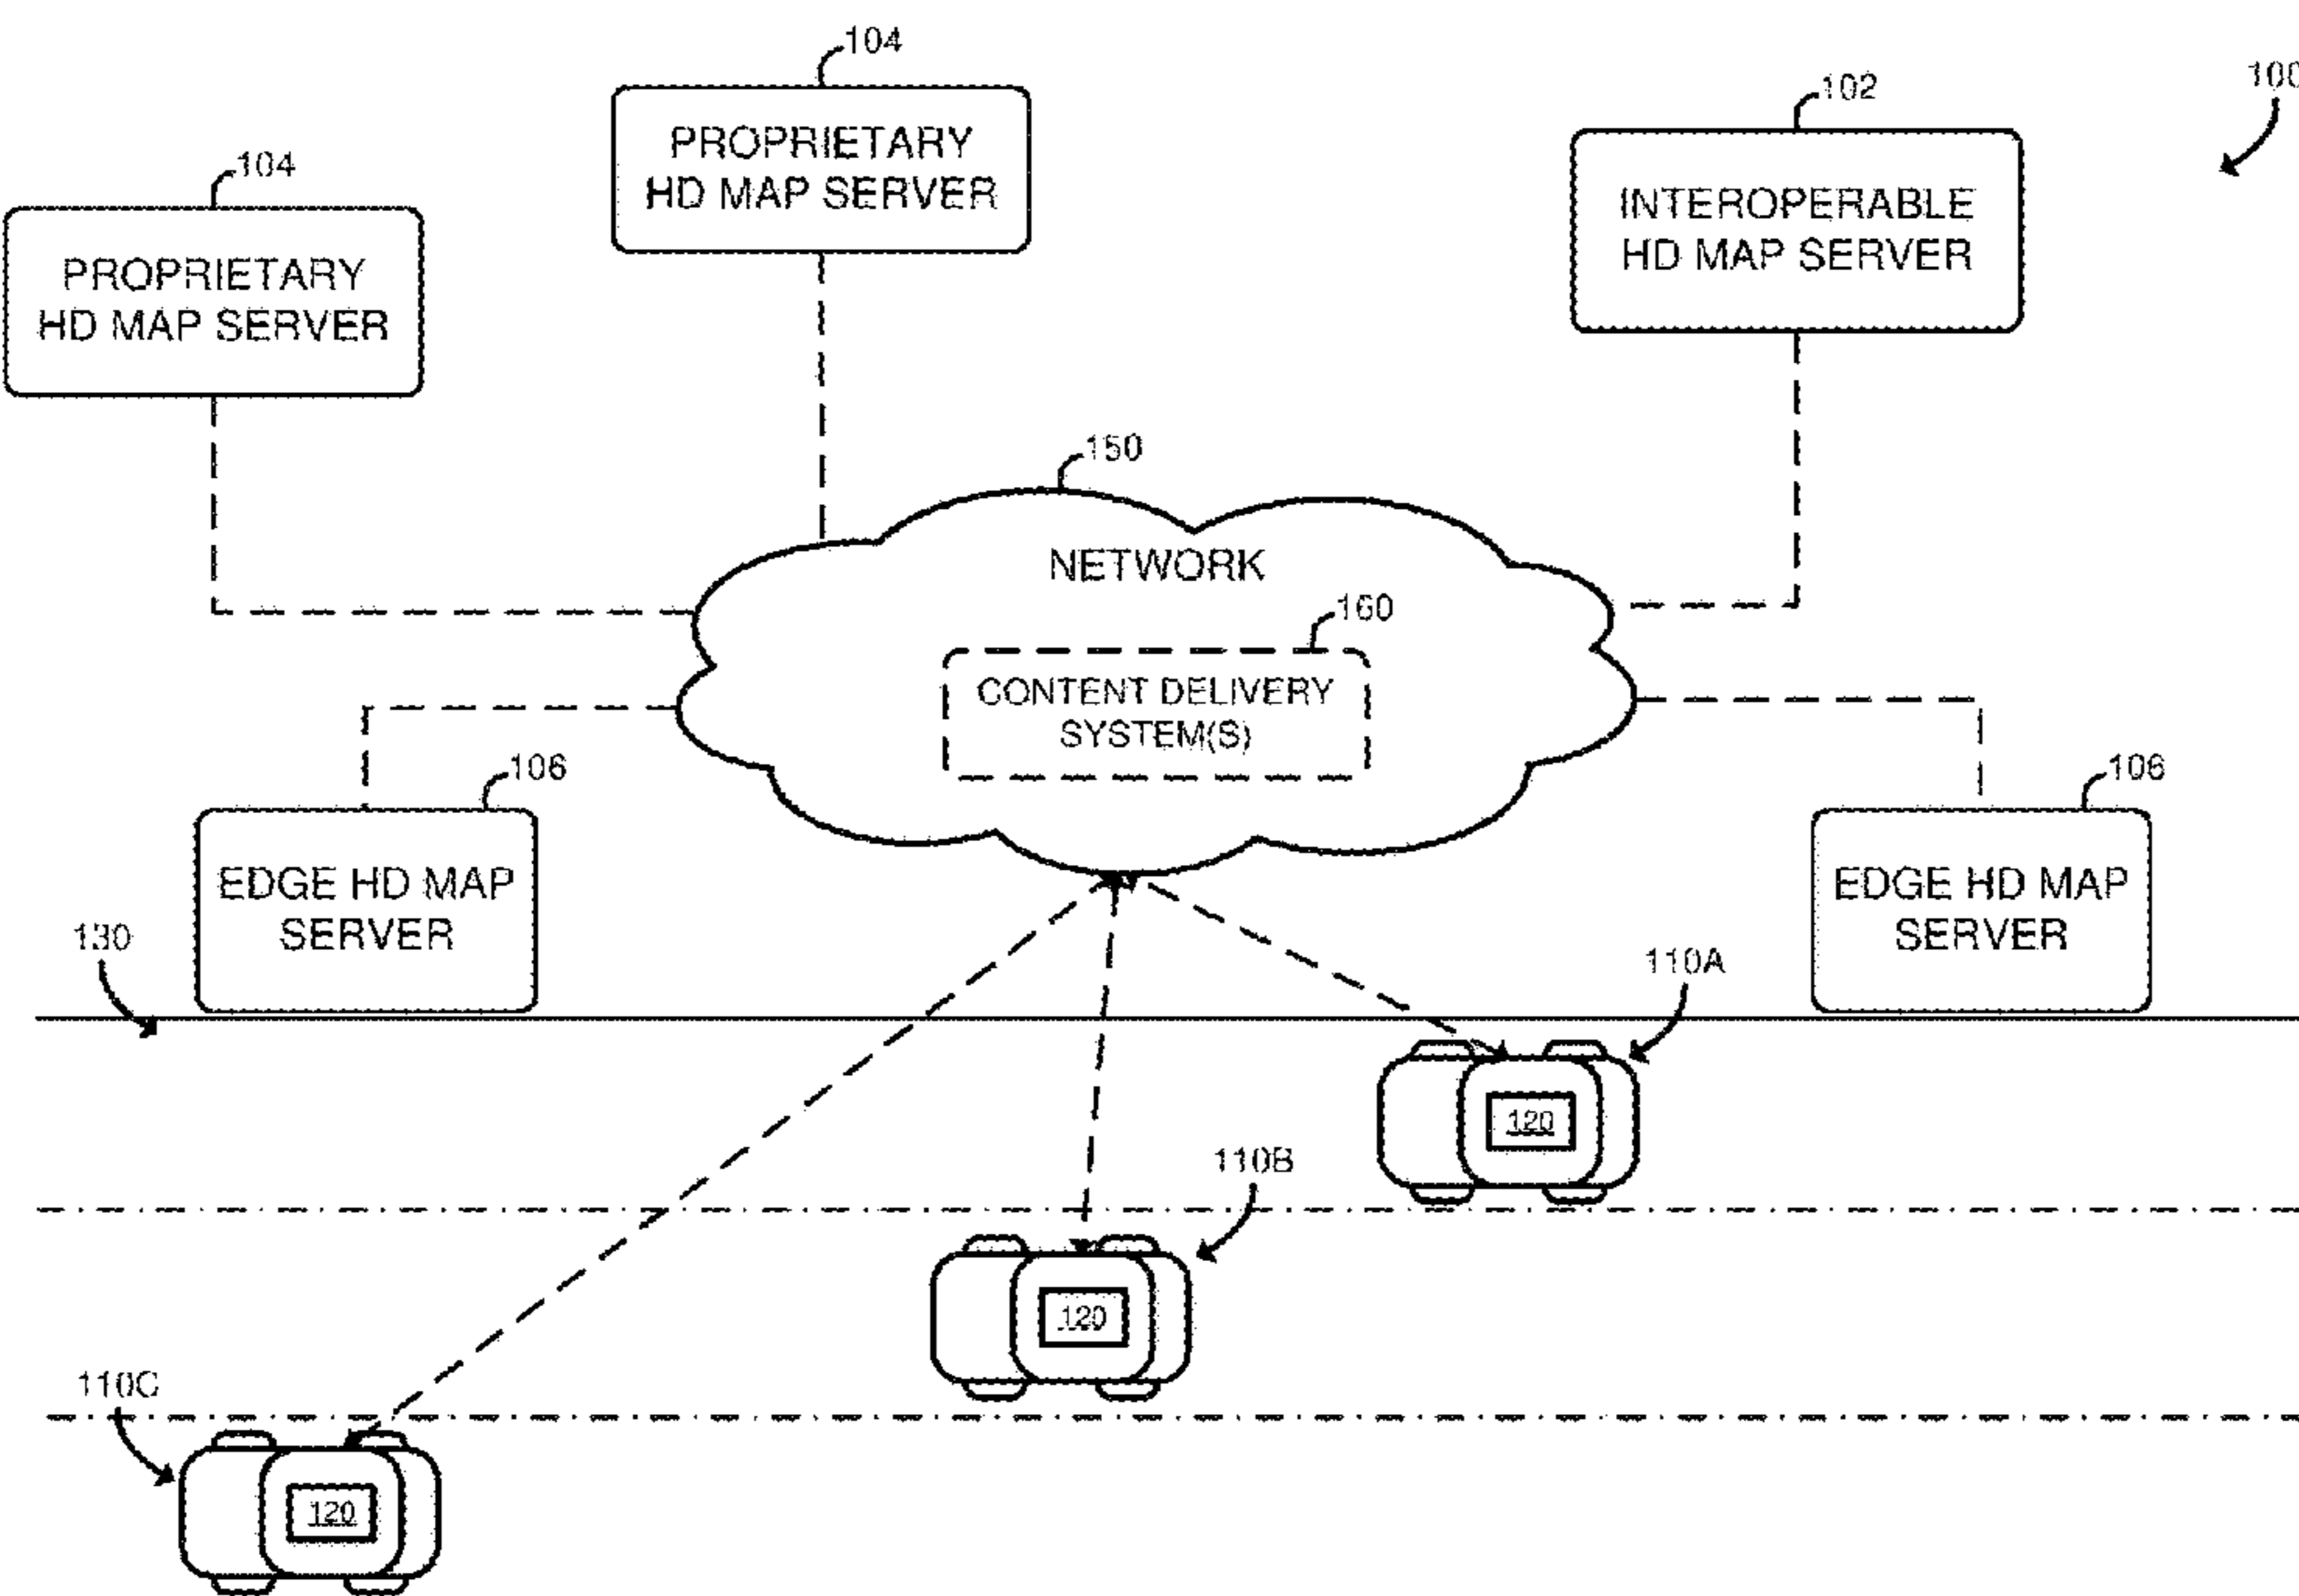 104
104
102
100
PROPRIETARY
HD MAP SERVER
PROPRIETARY
HD MAP SERVER
INTEROPERABLE
HD MAP SERVER
150
NETWORK
160
CONTENT DELIVERY
SYSTEM(S)
106
106
EDGE HD MAP
SERVER
EDGE HD MAP
SERVER
130
110A
120
110B
120
110C
120